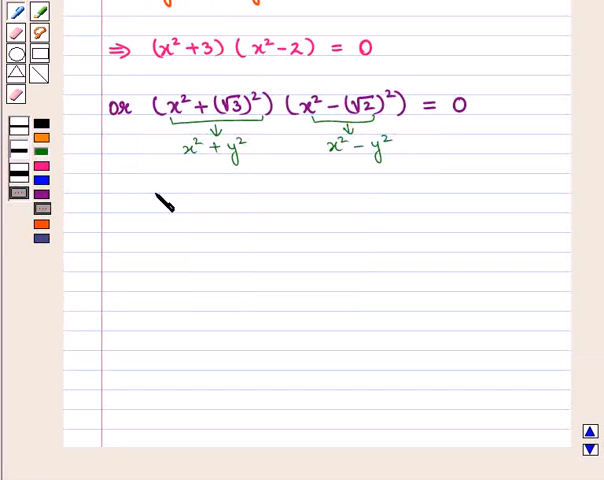 ⇒ (x² + 3) (x² - 2) = 0
or (x² + (√3)²) (x² - (√2)²) = 0
x² + y² x² - y²